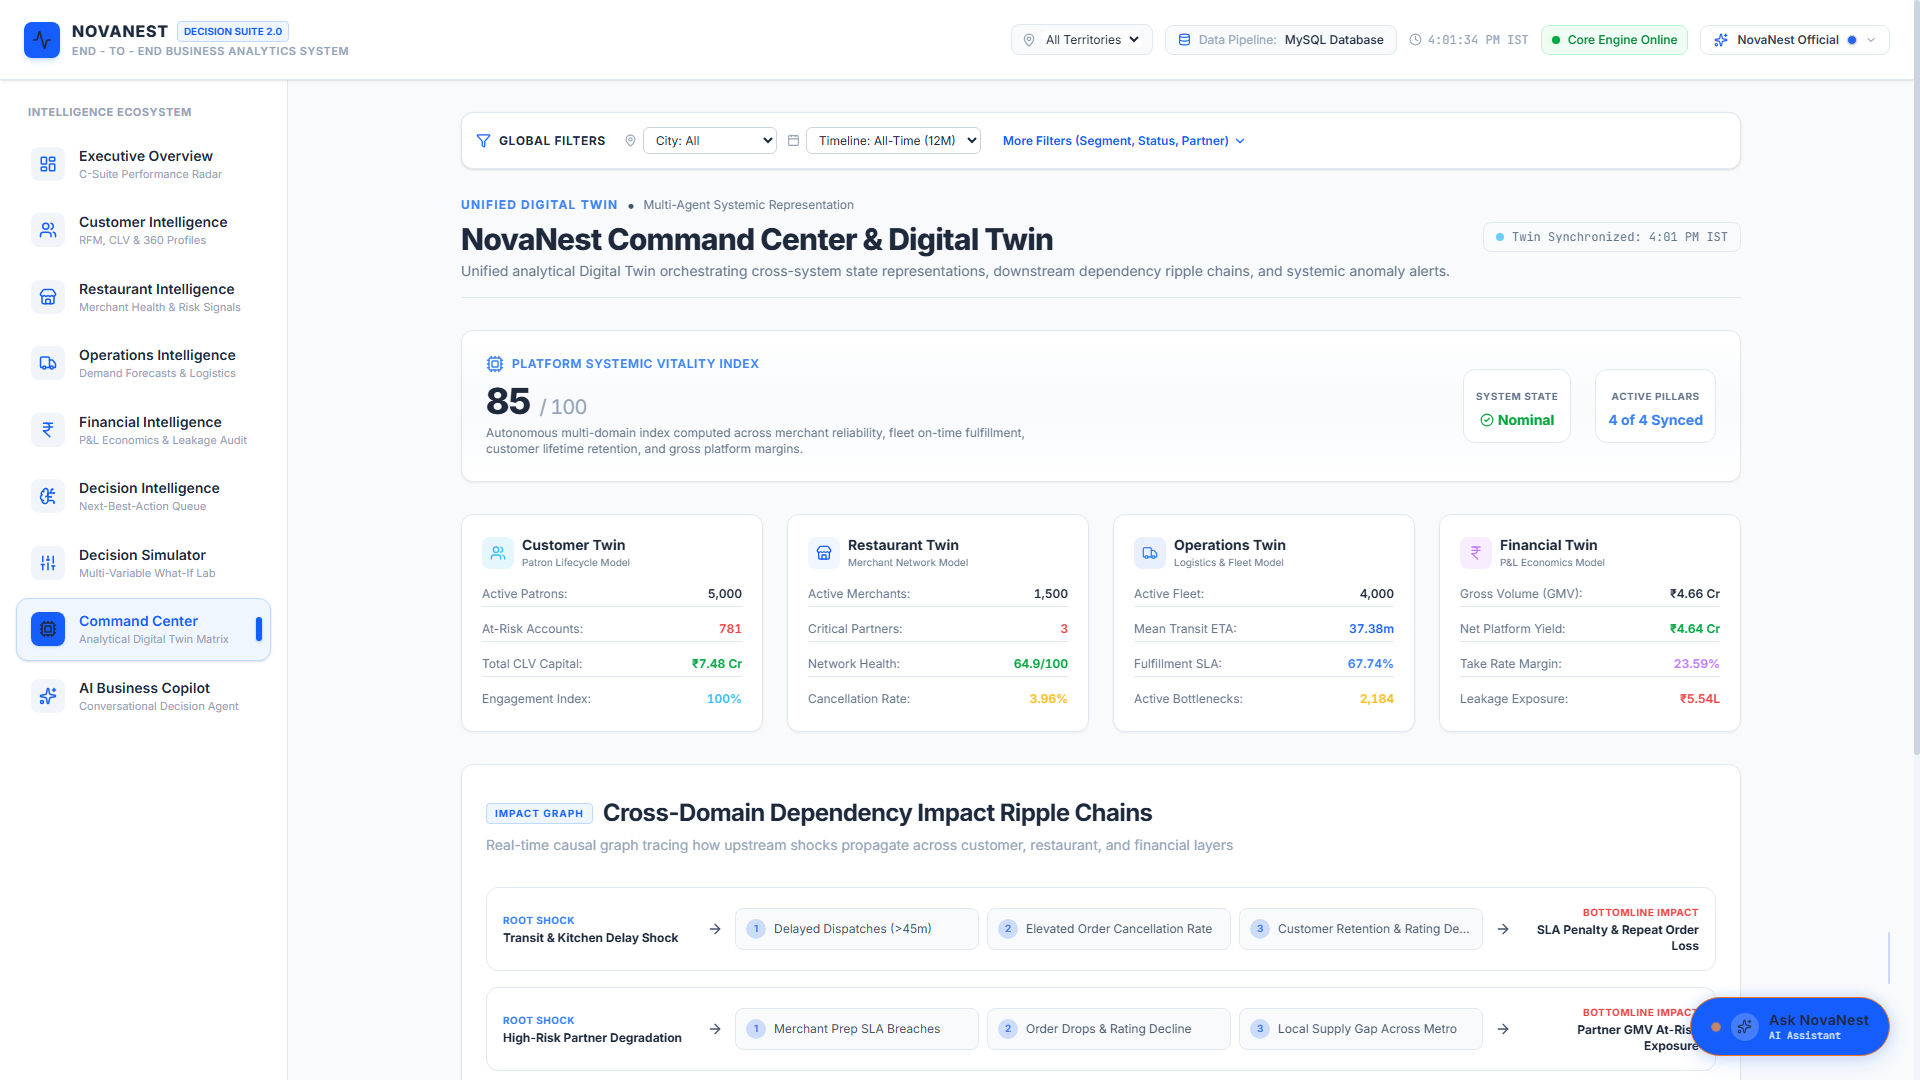 NOVANEST
DECISION SUITE 2.0
END - TO - END BUSINESS ANALYTICS SYSTEM
All Territories
Data Pipeline: MySQL Database
4:01:34 PM IST
Core Engine Online
NovaNest Official
INTELLIGENCE ECOSYSTEM
Executive Overview
C-Suite Performance Radar
Customer Intelligence
RFM, CLV & 360 Profiles
Restaurant Intelligence
Merchant Health & Risk Signals
Operations Intelligence
Demand Forecasts & Logistics
Financial Intelligence
P&L Economics & Leakage Audit
Decision Intelligence
Next-Best-Action Queue
Decision Simulator
Multi-Variable What-If Lab
Command Center
Analytical Digital Twin Matrix
AI Business Copilot
Conversational Decision Agent
GLOBAL FILTERS
City: All
Timeline: All-Time (12M)
More Filters (Segment, Status, Partner)
UNIFIED DIGITAL TWIN • Multi-Agent Systemic Representation
NovaNest Command Center & Digital Twin
Twin Synchronized: 4:01 PM IST
Unified analytical Digital Twin orchestrating cross-system state representations, downstream dependency ripple chains, and systemic anomaly alerts.
PLATFORM SYSTEMIC VITALITY INDEX
85 / 100
Autonomous multi-domain index computed across merchant reliability, fleet on-time fulfillment,
customer lifetime retention, and gross platform margins.
SYSTEM STATE
Nominal
ACTIVE PILLARS
4 of 4 Synced
Customer Twin
Patron Lifecycle Model
Active Patrons: 5,000
At-Risk Accounts: 781
Total CLV Capital: ₹7.48 Cr
Engagement Index: 100%
Restaurant Twin
Merchant Network Model
Active Merchants: 1,500
Critical Partners: 3
Network Health: 64.9/100
Cancellation Rate: 3.96%
Operations Twin
Logistics & Fleet Model
Active Fleet: 4,000
Mean Transit ETA: 37.38m
Fulfillment SLA: 67.74%
Active Bottlenecks: 2,184
Financial Twin
P&L Economics Model
Gross Volume (GMV): ₹4.66 Cr
Net Platform Yield: ₹4.64 Cr
Take Rate Margin: 23.59%
Leakage Exposure: ₹5.54L
IMPACT GRAPH
Cross-Domain Dependency Impact Ripple Chains
Real-time causal graph tracing how upstream shocks propagate across customer, restaurant, and financial layers
ROOT SHOCK
Transit & Kitchen Delay Shock
1 Delayed Dispatches (>45m)
2 Elevated Order Cancellation Rate
3 Customer Retention & Rating De...
BOTTOMLINE IMPACT
SLA Penalty & Repeat Order
Loss
ROOT SHOCK
High-Risk Partner Degradation
1 Merchant Prep SLA Breaches
2 Order Drops & Rating Decline
3 Local Supply Gap Across Metro
BOTTOMLINE IMPACT
Partner GMV At-Risk
Exposure
Ask NovaNest
AI Assistant